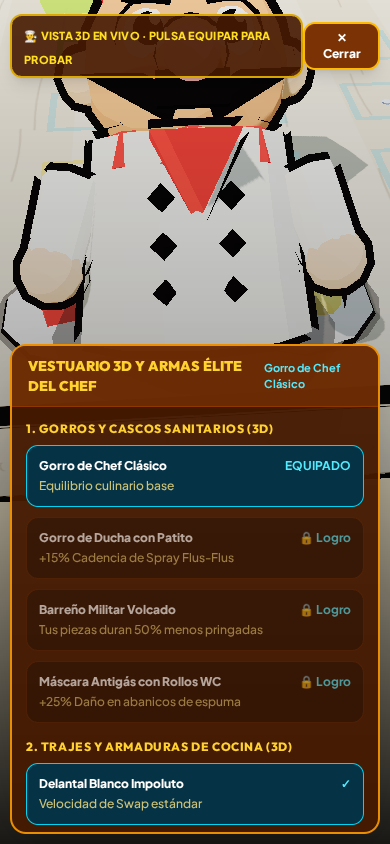 👨‍🍳 VISTA 3D EN VIVO · PULSA EQUIPAR PARA
PROBAR
✕
Cerrar
VESTUARIO 3D Y ARMAS ÉLITE
DEL CHEF
Gorro de Chef
Clásico
1. GORROS Y CASCOS SANITARIOS (3D)
Gorro de Chef Clásico
EQUIPADO
Equilibrio culinario base
Gorro de Ducha con Patito
🔒 Logro
+15% Cadencia de Spray Flus-Flus
Barreño Militar Volcado
🔒 Logro
Tus piezas duran 50% menos pringadas
Máscara Antigás con Rollos WC
🔒 Logro
+25% Daño en abanicos de espuma
2. TRAJES Y ARMADURAS DE COCINA (3D)
Delantal Blanco Impoluto
✓
Velocidad de Swap estándar